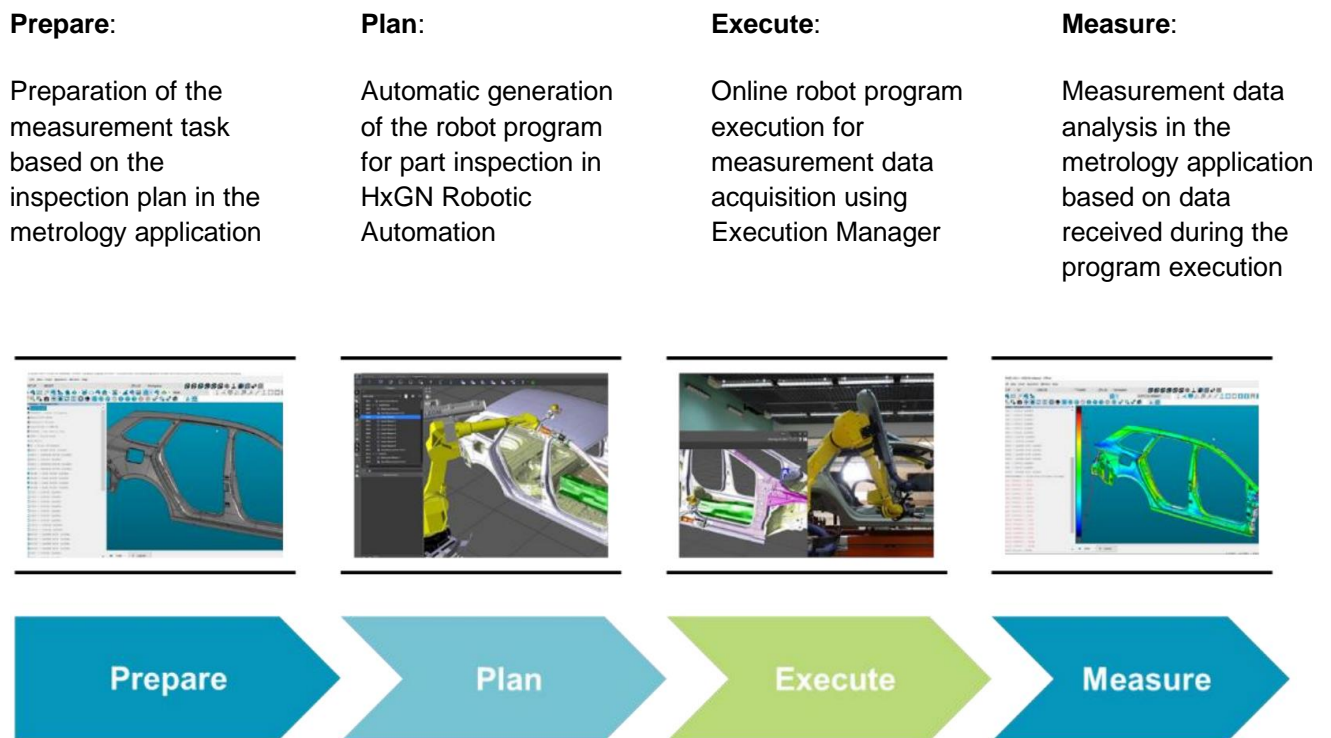 Prepare:
Preparation of the
measurement task
based on the
inspection plan in the
metrology application
Plan:
Automatic generation
of the robot program
for part inspection in
HxGN Robotic
Automation
Execute:
Online robot program
execution for
measurement data
acquisition using
Execution Manager
Measure:
Measurement data
analysis in the
metrology application
based on data
received during the
program execution
Prepare
Plan
Execute
Measure